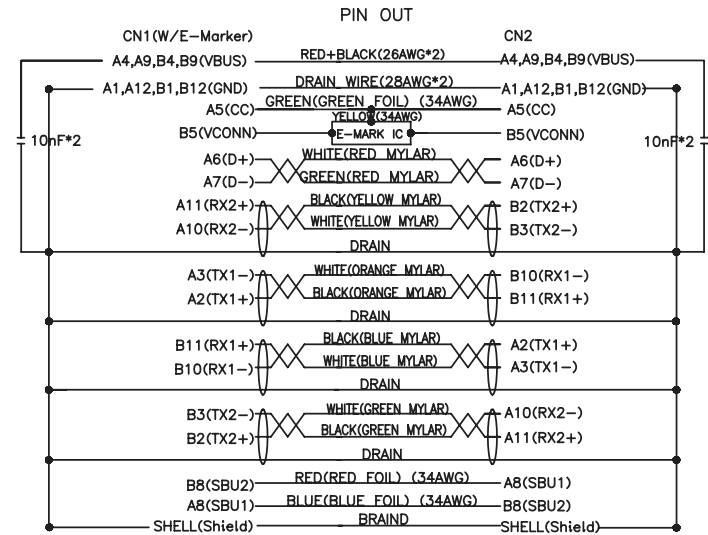 PIN OUT
CN1(W/E-Marker) CN2
A4,A9,B4,B9(VBUS) RED+BLACK(26AWG*2) A4,A9,B4,B9(VBUS)
A1,A12,B1,B12(GND) DRAIN WIRE(28AWG*2) A1,A12,B1,B12(GND)
A5(CC) GREEN(GREEN FOIL) (34AWG) A5(CC)
YELLOW(34AWG)
B5(VCONN) E-MARK IC B5(VCONN)
10nF*2 10nF*2
A6(D+) WHITE(RED MYLAR) A6(D+)
A7(D-) GREEN(RED MYLAR) A7(D-)
A11(RX2+) BLACK(YELLOW MYLAR) B2(TX2+)
A10(RX2-) WHITE(YELLOW MYLAR) B3(TX2-)
DRAIN
A3(TX1-) WHITE(ORANGE MYLAR) B10(RX1-)
A2(TX1+) BLACK(ORANGE MYLAR) B11(RX1+)
DRAIN
B11(RX1+) BLACK(BLUE MYLAR) A2(TX1+)
B10(RX1-) WHITE(BLUE MYLAR) A3(TX1-)
DRAIN
B3(TX2-) WHITE(GREEN MYLAR) A10(RX2-)
B2(TX2+) BLACK(GREEN MYLAR) A11(RX2+)
DRAIN
B8(SBU2) RED(RED FOIL) (34AWG) A8(SBU1)
A8(SBU1) BLUE(BLUE FOIL) (34AWG) B8(SBU2)
SHELL(Shield) BRAIND SHELL(Shield)